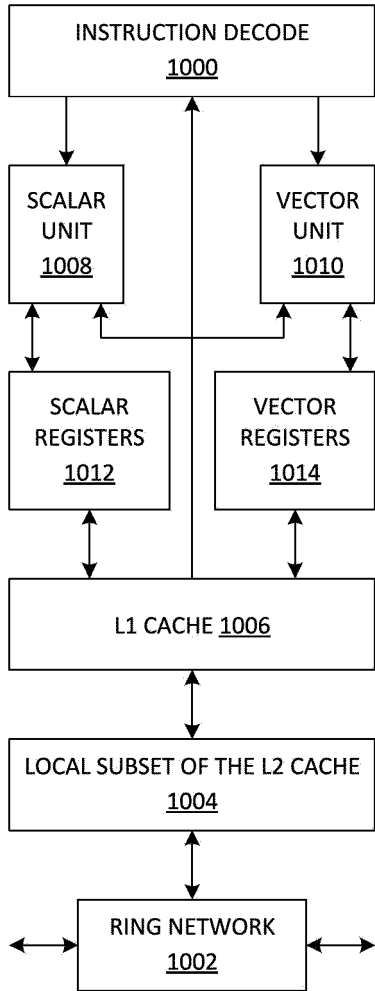 INSTRUCTION DECODE
1000
SCALAR
UNIT
1008
VECTOR
UNIT
1010
SCALAR
REGISTERS
1012
VECTOR
REGISTERS
1014
L1 CACHE 1006
LOCAL SUBSET OF THE L2 CACHE
1004
RING NETWORK
1002